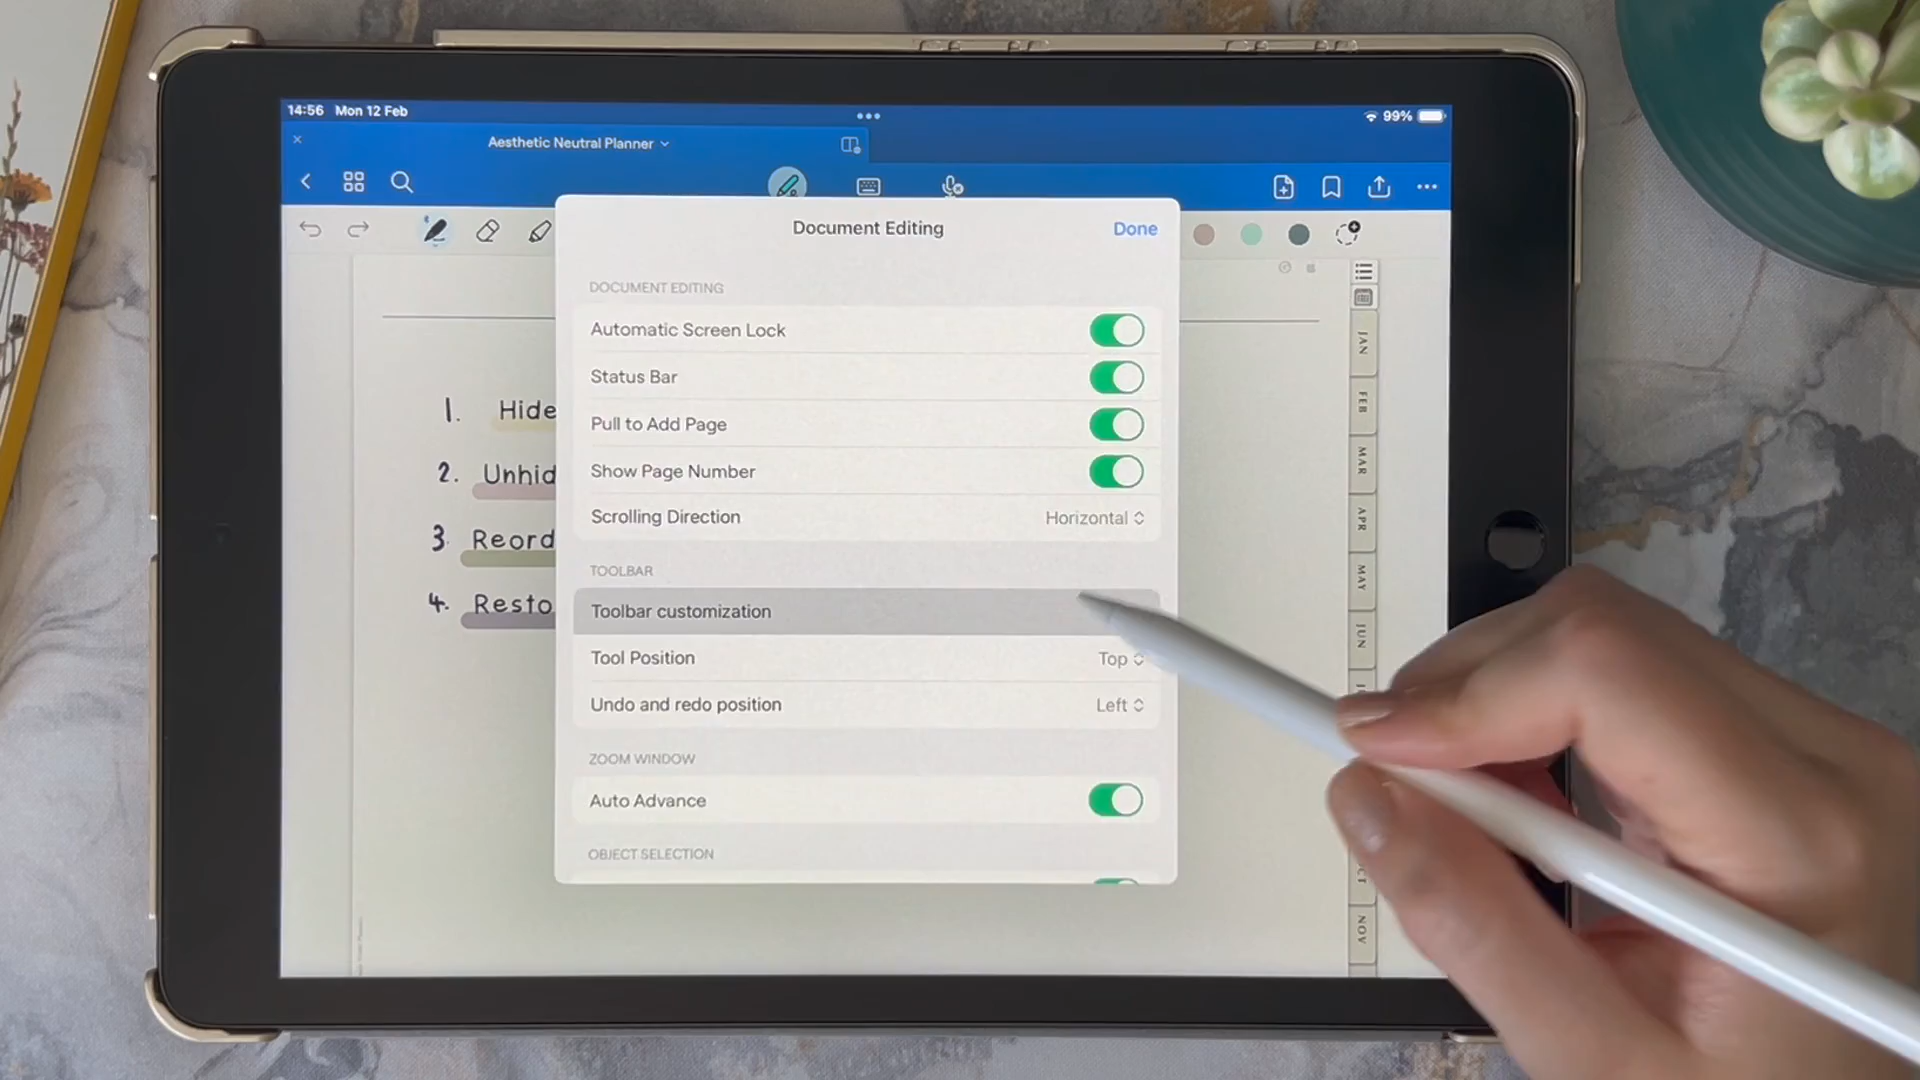 14:56 Mon 12 Feb
99%
Aesthetic Neutral Planner
Document Editing
Done
DOCUMENT EDITING
Automatic Screen Lock
Status Bar
Pull to Add Page
Show Page Number
Scrolling Direction
Horizontal
TOOLBAR
Toolbar customization
Tool Position
Top
Undo and redo position
Left
ZOOM WINDOW
Auto Advance
OBJECT SELECTION
1. Hide
2. Unhid
3. Reord
4. Resto
JAN
FEB
MAR
APR
MAY
JUN
NOV